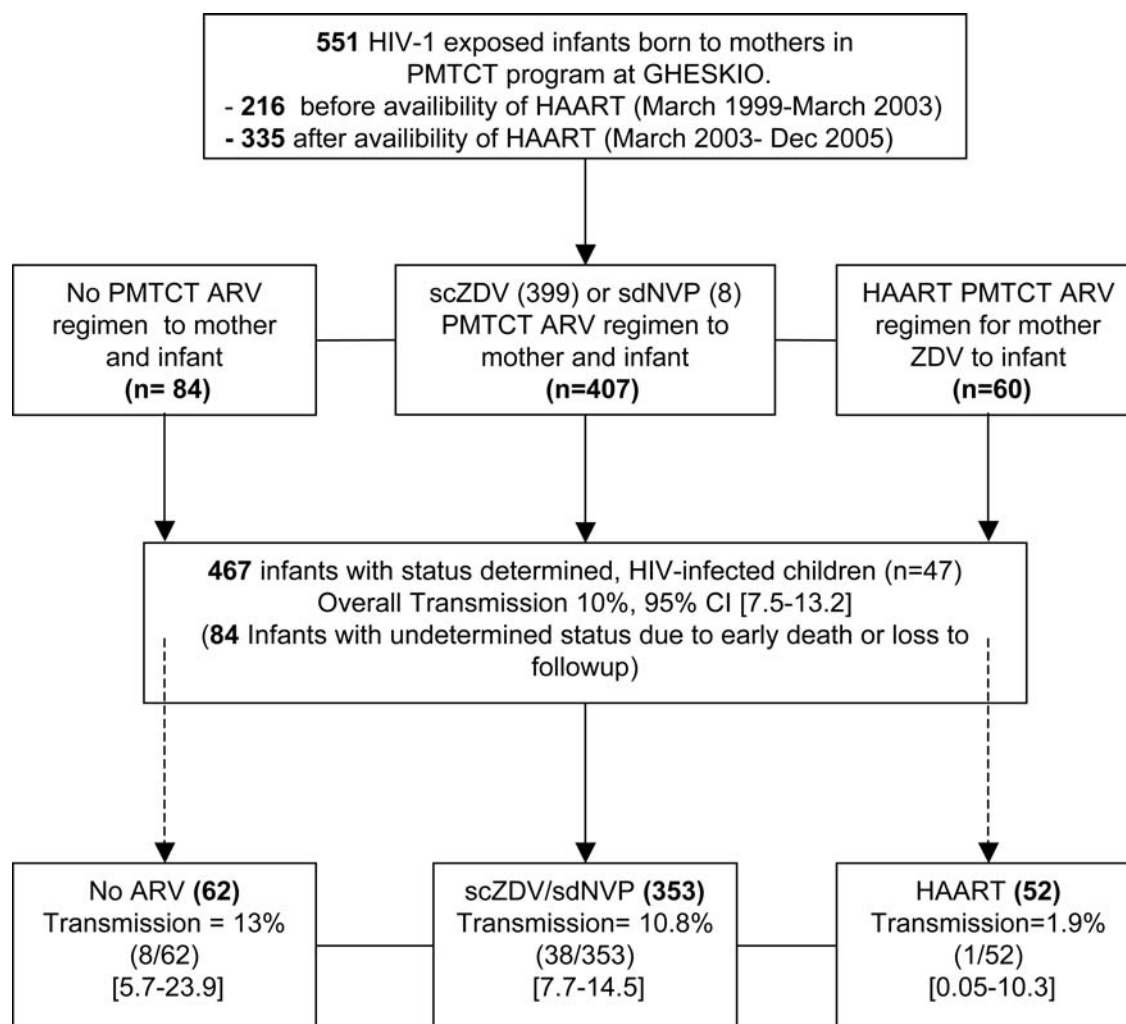 551 HIV-1 exposed infants born to mothers in
PMTCT program at GHESKIO.
- 216 before availibility of HAART (March 1999-March 2003)
- 335 after availibility of HAART (March 2003- Dec 2005)
No PMTCT ARV
regimen to mother
and infant
(n= 84)
scZDV (399) or sdNVP (8)
PMTCT ARV regimen to
mother and infant
(n=407)
HAART PMTCT ARV
regimen for mother
ZDV to infant
(n=60)
467 infants with status determined, HIV-infected children (n=47)
Overall Transmission 10%, 95% CI [7.5-13.2]
(84 Infants with undetermined status due to early death or loss to
followup)
No ARV (62)
Transmission = 13%
(8/62)
[5.7-23.9]
scZDV/sdNVP (353)
Transmission= 10.8%
(38/353)
[7.7-14.5]
HAART (52)
Transmission=1.9%
(1/52)
[0.05-10.3]